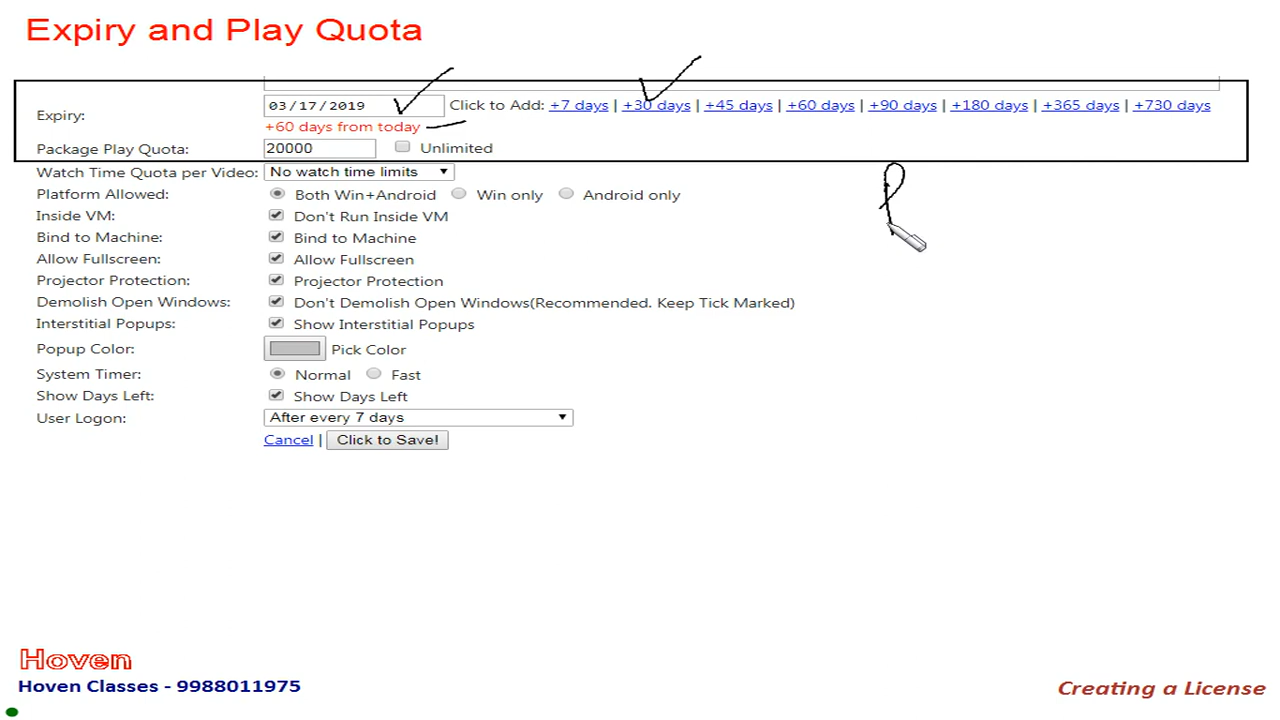 Expiry and Play Quota
Expiry: 03/17/2019 Click to Add: +7 days | +30 days | +45 days | +60 days | +90 days | +180 days | +365 days | +730 days
+60 days from today
Package Play Quota: 20000 Unlimited
Watch Time Quota per Video: No watch time limits
Platform Allowed: Both Win+Android Win only Android only
Inside VM: Don't Run Inside VM
Bind to Machine: Bind to Machine
Allow Fullscreen: Allow Fullscreen
Projector Protection: Projector Protection
Demolish Open Windows: Don't Demolish Open Windows(Recommended. Keep Tick Marked)
Interstitial Popups: Show Interstitial Popups
Popup Color: Pick Color
System Timer: Normal Fast
Show Days Left: Show Days Left
User Logon: After every 7 days
Cancel | Click to Save!
Hoven
Hoven Classes - 9988011975
Creating a License